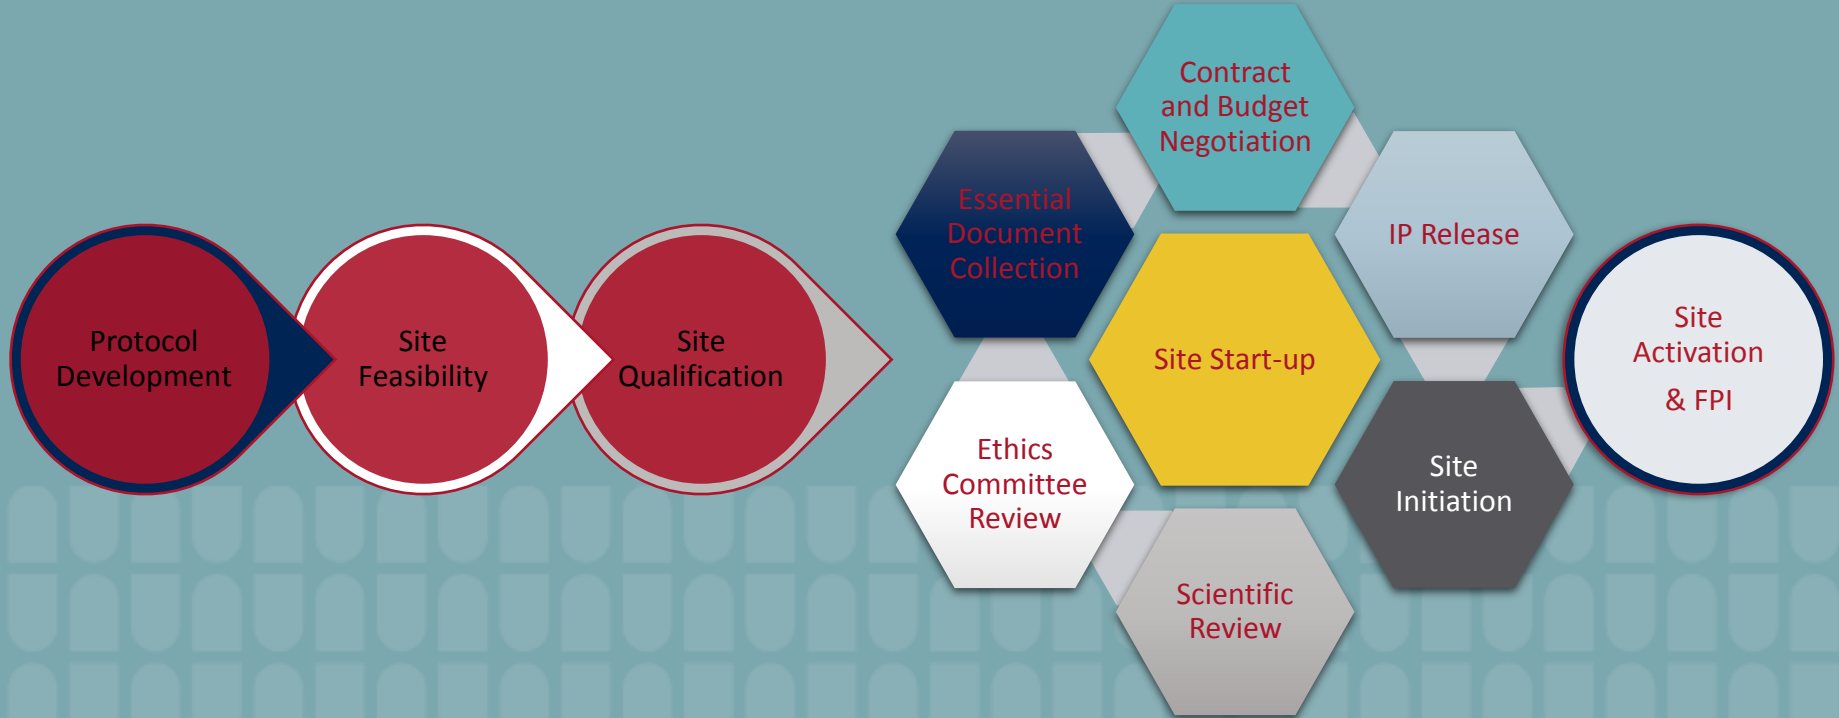 Protocol
Development
Site
Feasibility
Site
Qualification
Essential
Document
Collection
Contract
and Budget
Negotiation
IP Release
Site Start-up
Ethics
Committee
Review
Scientific
Review
Site
Initiation
Site
Activation
& FPI